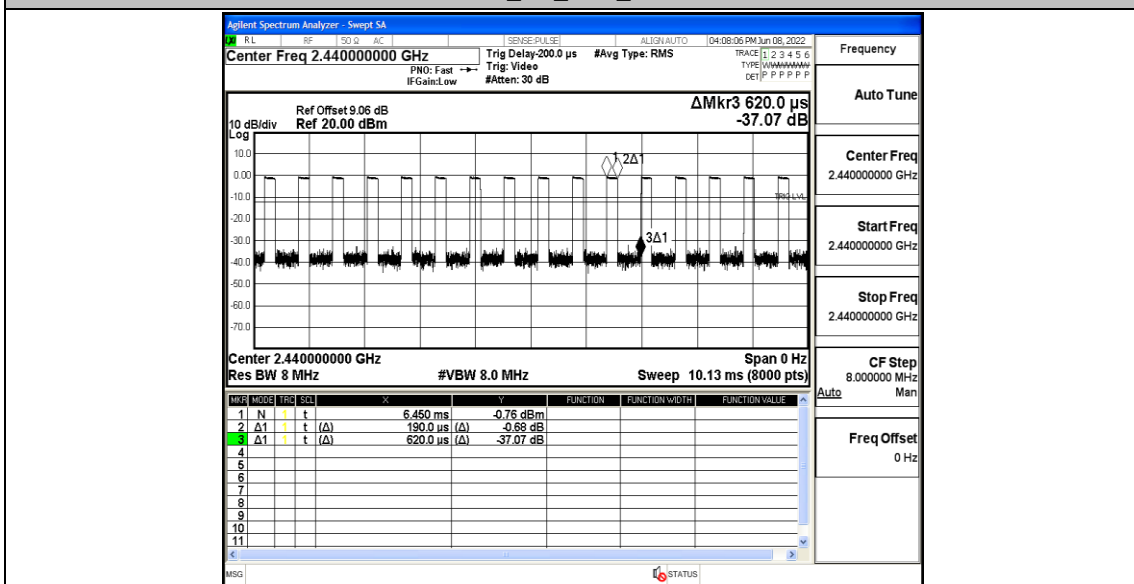 Agilent Spectrum Analyzer - Swept SA
RL RF 50 Ω AC SENSE:PULSE ALIGNAUTO 04:08:06 PM Jun 08, 2022
Center Freq 2.440000000 GHz
PNO: Fast
IFGain:Low
Trig Delay-200.0 µs
Trig: Video
#Atten: 30 dB
#Avg Type: RMS
TRACE 1 2 3 4 5 6
TYPE
DET P P P P P P
Frequency
Auto Tune
Center Freq
2.440000000 GHz
Start Freq
2.440000000 GHz
Stop Freq
2.440000000 GHz
CF Step
8.000000 MHz
Auto Man
Freq Offset
0 Hz
ΔMkr3 620.0 µs
-37.07 dB
Ref Offset 9.06 dB
10 dB/div Ref 20.00 dBm
Log
10.0
0.00
-10.0
-20.0
-30.0
-40.0
-50.0
-60.0
-70.0
1 2Δ1
TRIG LVL
3Δ1
Center 2.440000000 GHz Span 0 Hz
Res BW 8 MHz #VBW 8.0 MHz Sweep 10.13 ms (8000 pts)
MKR MODE TRC SCL X Y FUNCTION FUNCTION WIDTH FUNCTION VALUE
1 N 1 t 6.450 ms -0.76 dBm
2 Δ1 1 t (Δ) 190.0 µs (Δ) -0.68 dB
3 Δ1 1 t (Δ) 620.0 µs (Δ) -37.07 dB
4
5
6
7
8
9
10
11
MSG STATUS